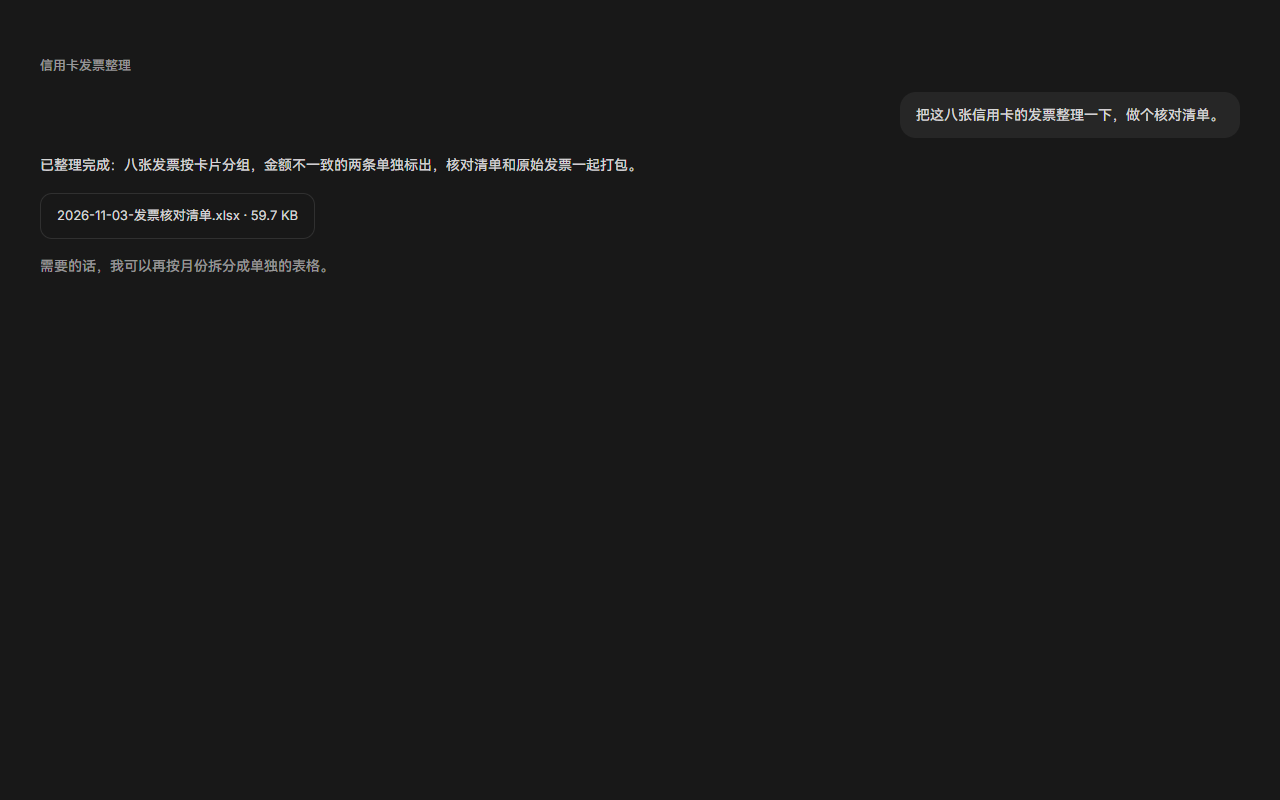 信用卡发票整理
把这八张信用卡的发票整理一下，做个核对清单。
已整理完成：八张发票按卡片分组，金额不一致的两条单独标出，核对清单和原始发票一起打包。
2026-11-03-发票核对清单.xlsx · 59.7 KB
需要的话，我可以再按月份拆分成单独的表格。